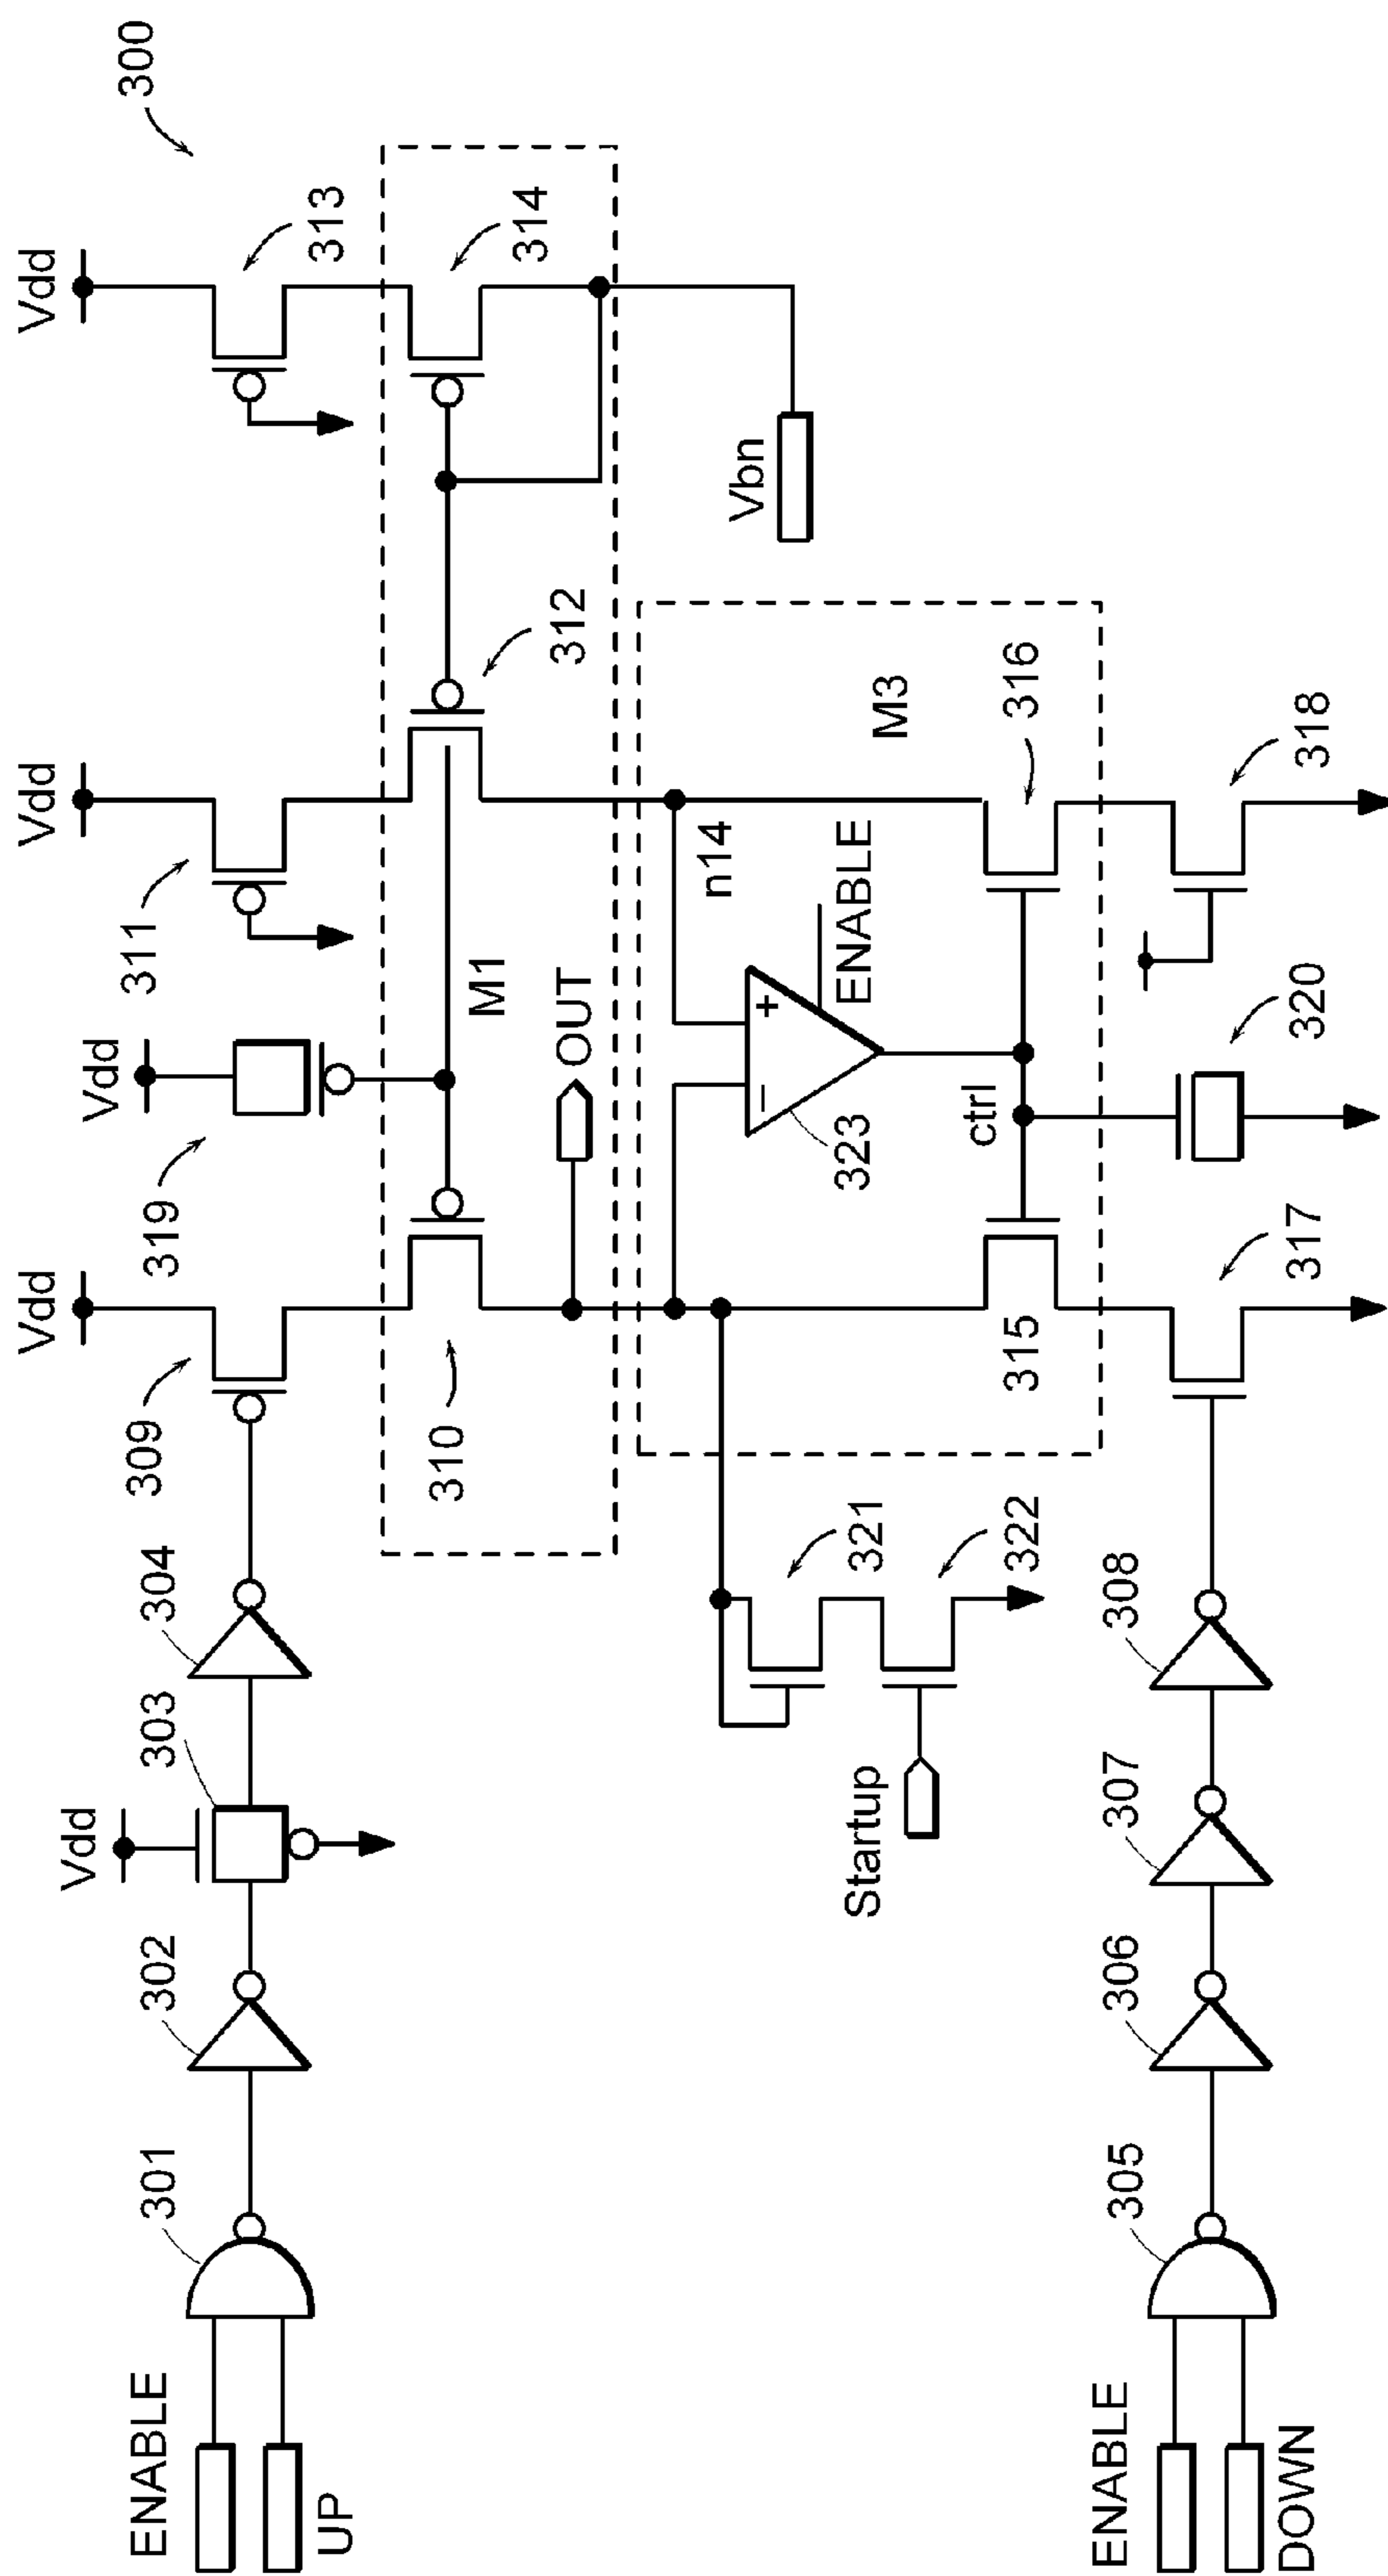 300
Vdd
Vdd
Vdd
Vdd
Vdd
301
302
303
304
309
319
311
313
ENABLE
UP
310
M1
312
314
OUT
Vbn
n14
M3
ENABLE
323
321
Startup
322
ctrl
315
316
ENABLE
DOWN
305
306
307
308
317
320
318